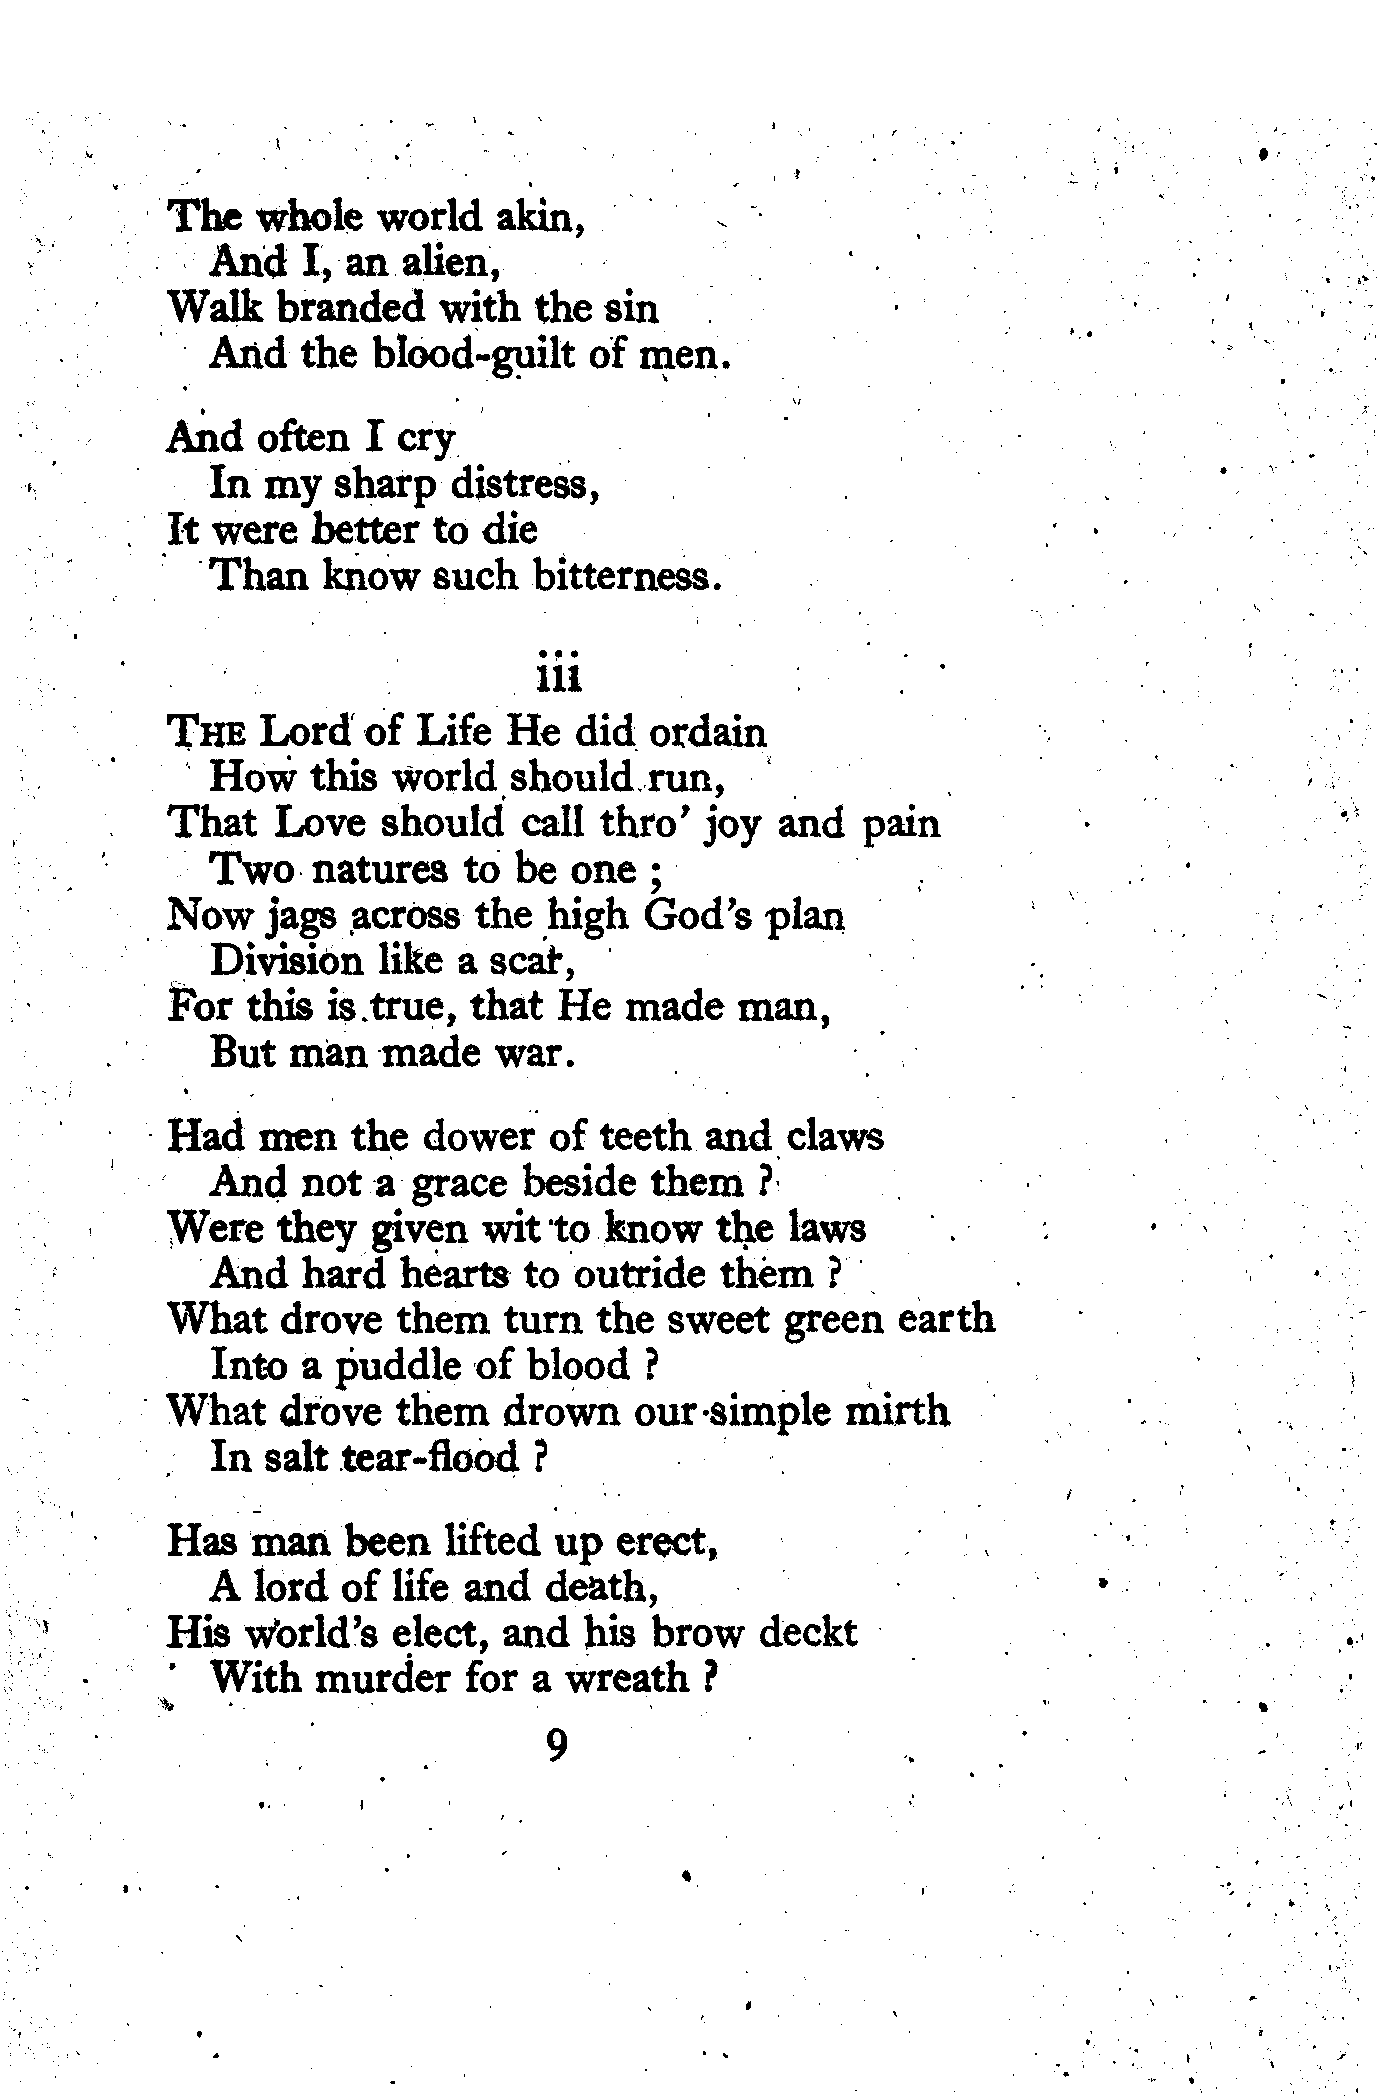 The whole world akin,
And I, an alien,
Walk branded with the sin
And the blood-guilt of men.
And often I cry
In my sharp distress,
It were better to die
Than know such bitterness.
iii
THE Lord of Life He did ordain
How this world should run,
That Love should call thro' joy and pain
Two natures to be one ;
Now jags across the high God's plan
Division like a scar,
For this is true, that He made man,
But man made war.
Had men the dower of teeth and claws
And not a grace beside them ?
Were they given wit to know the laws
And hard hearts to outride them ?
What drove them turn the sweet green earth
Into a puddle of blood ?
What drove them drown our simple mirth
In salt tear-flood ?
Has man been lifted up erect,
A lord of life and death,
His world's elect, and his brow deckt
With murder for a wreath ?
9